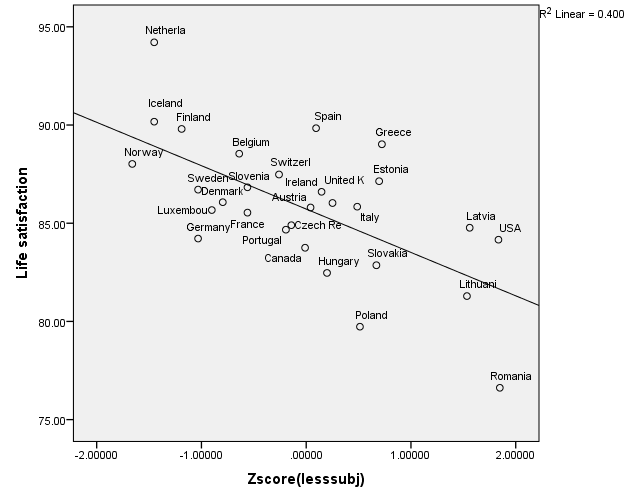 R2 Linear = 0.400
95.00
90.00
85.00
80.00
75.00
Life satisfaction
Netherla
Iceland
Finland
Spain
Greece
Belgium
Norway
Switzerl
Estonia
Sweden
Slovenia
Ireland
United K
Denmark
Austria
Luxembou
Italy
France
Czech Re
Latvia
USA
Germany
Portugal
Canada
Slovakia
Hungary
Lithuani
Poland
Romania
-2.00000
-1.00000
.00000
1.00000
2.00000
Zscore(lesssubj)